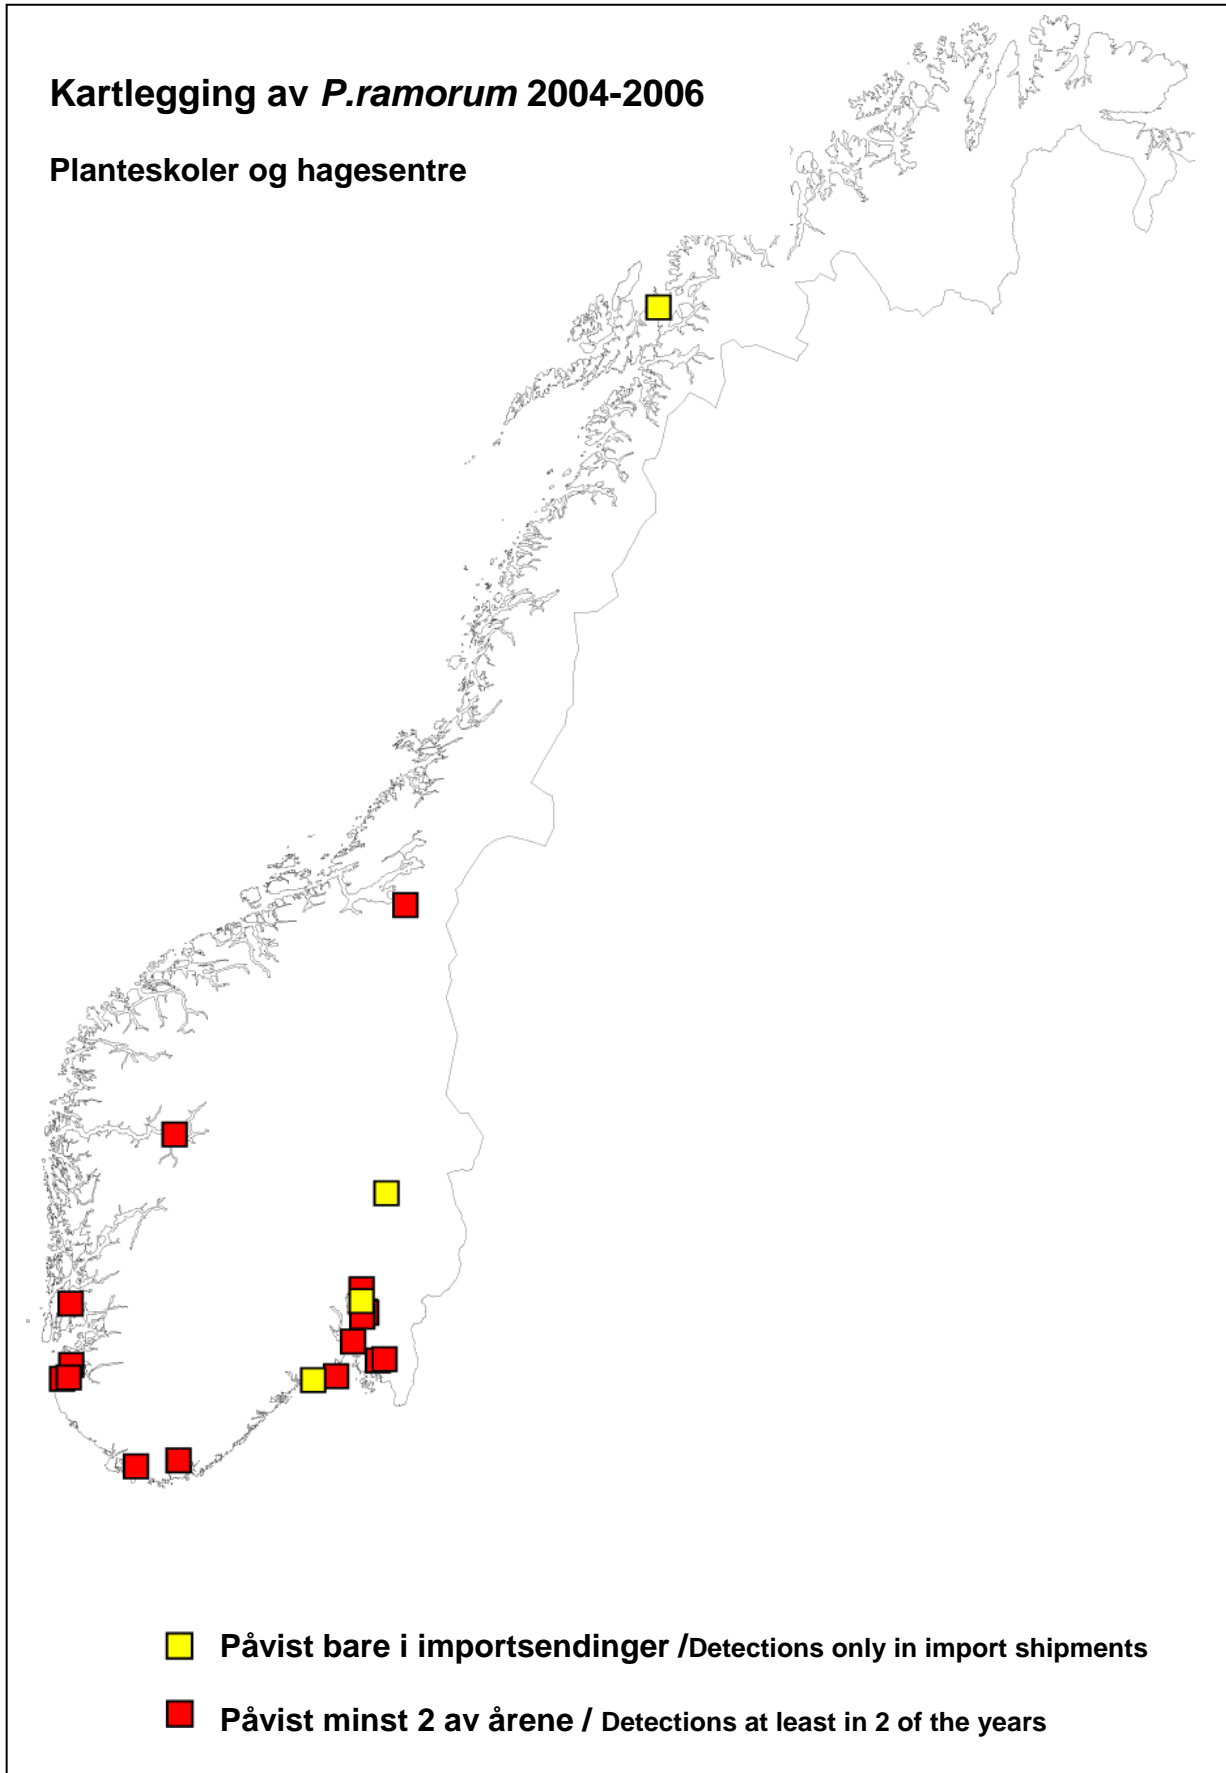 Kartlegging av P.ramorum 2004-2006
Planteskoler og hagesentre
Påvist bare i importsendinger /Detections only in import shipments
Påvist minst 2 av årene / Detections at least in 2 of the years